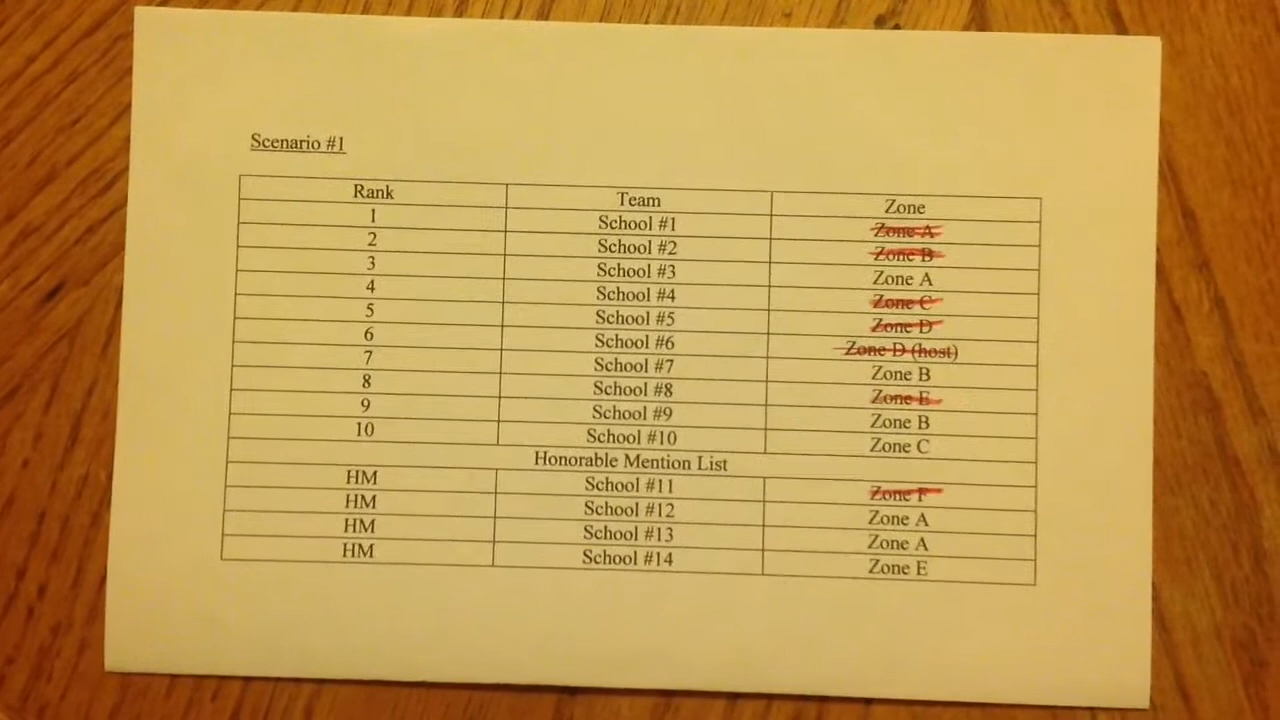 Scenario #1
Rank Team Zone
1 School #1 Zone A
2 School #2 Zone B
3 School #3 Zone A
4 School #4 Zone C
5 School #5 Zone D
6 School #6 Zone D (host)
7 School #7 Zone B
8 School #8 Zone E
9 School #9 Zone B
10 School #10 Zone C
Honorable Mention List
HM School #11 Zone F
HM School #12 Zone A
HM School #13 Zone A
HM School #14 Zone E